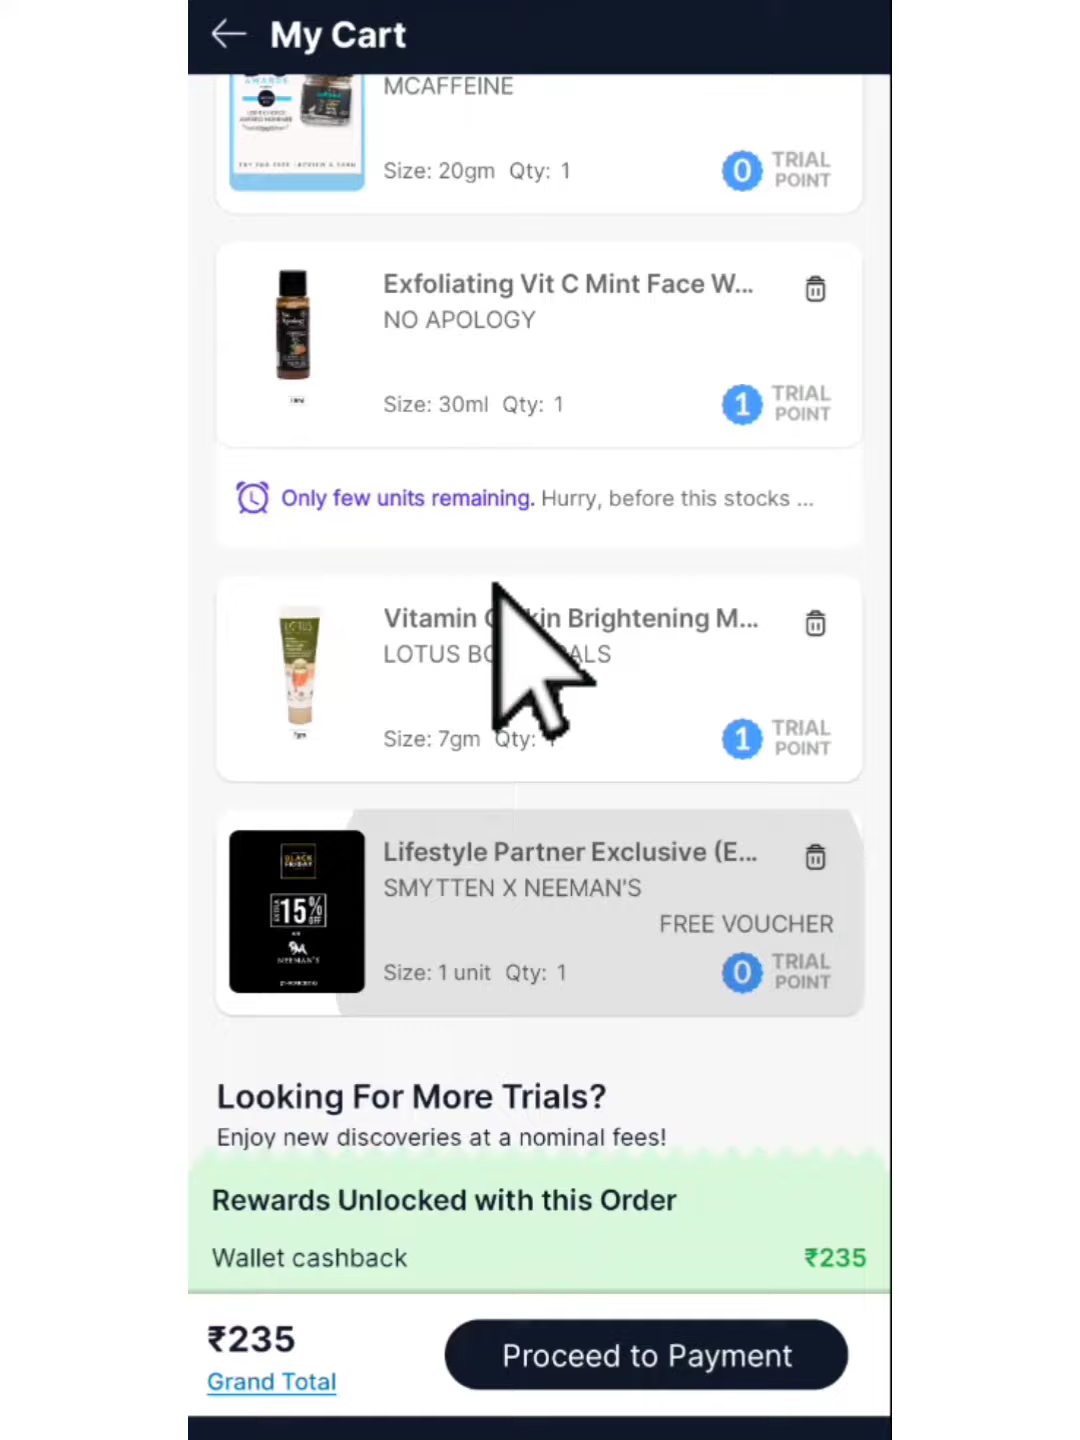 My Cart
MCAFFEINE
Size: 20gm Qty: 1
0 TRIAL
POINT
Exfoliating Vit C Mint Face W...
NO APOLOGY
Size: 30ml Qty: 1
1 TRIAL
POINT
Only few units remaining. Hurry, before this stocks ...
Vitamin Brightening M...
LOTUS
LOTUS
Size: 7gm Qty:
1 TRIAL
POINT
BLACK
FRIDAY
EXTRA 15% OFF
NEEMAN'S
Lifestyle Partner Exclusive (E...
SMYTTEN X NEEMAN'S
FREE VOUCHER
Size: 1 unit Qty: 1
0 TRIAL
POINT
Looking For More Trials?
Enjoy new discoveries at a nominal fees!
Rewards Unlocked with this Order
Wallet cashback ₹235
₹235
Grand Total
Proceed to Payment